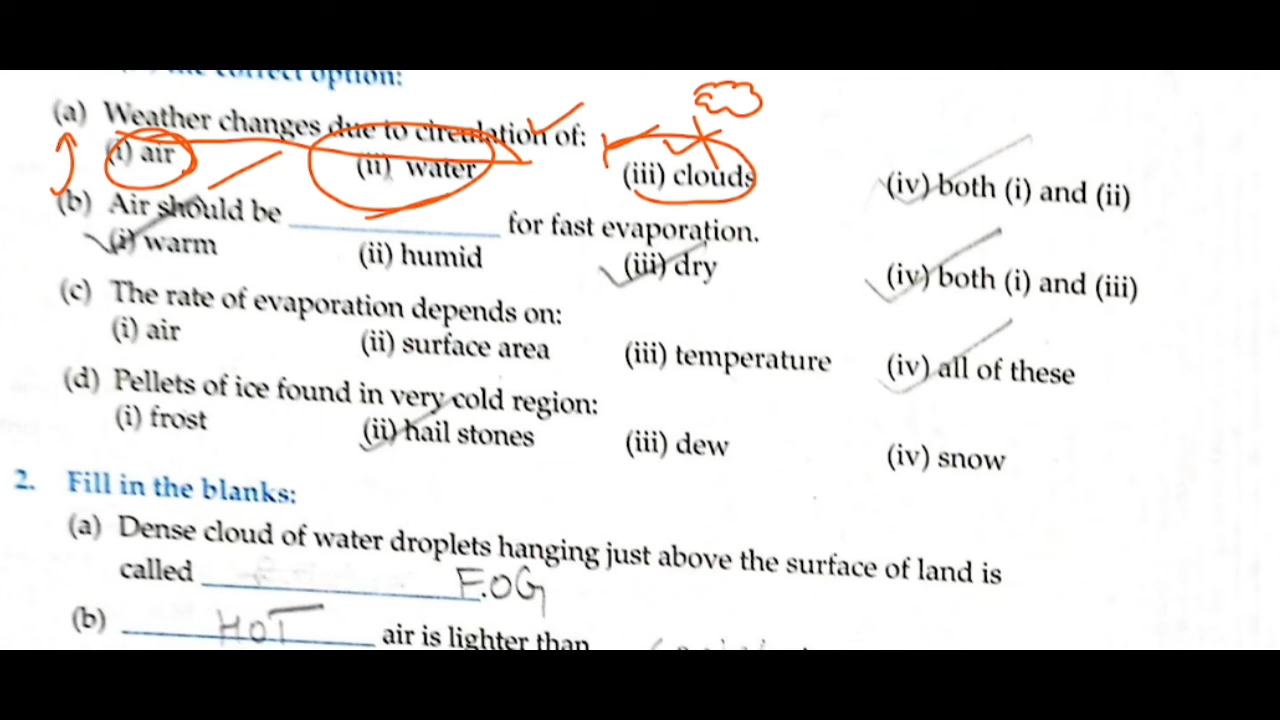 correct option:
(a) Weather changes due to circulation of:
(i) air (ii) water (iii) clouds (iv) both (i) and (ii)
(b) Air should be ____________ for fast evaporation.
(i) warm (ii) humid (iii) dry (iv) both (i) and (iii)
(c) The rate of evaporation depends on:
(i) air (ii) surface area (iii) temperature (iv) all of these
(d) Pellets of ice found in very cold region:
(i) frost (ii) hail stones (iii) dew (iv) snow
2. Fill in the blanks:
(a) Dense cloud of water droplets hanging just above the surface of land is
called ____________ FOG
(b) HOT air is lighter than